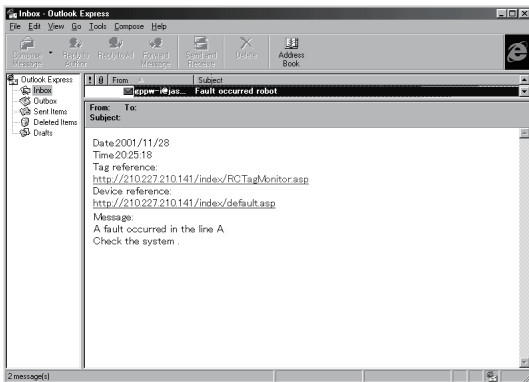 Inbox - Outlook Express
File Edit View Go Tools Compose Help
Compose Message
Reply to Author
Reply to All
Forward Message
Send and Receive
Delete
Address Book
Outlook Express
Inbox
Outbox
Sent Items
Deleted Items
Drafts
! From Subject
gppw-i@jas... Fault occurred robot
From: To:
Subject:
Date:2001/11/28
Time:20:25:18
Tag reference:
http://210.227.210.141/index/RCTagMonitor.asp
Device reference:
http://210.227.210.141/index/default.asp
Message:
A fault occurred in the line A
Check the system .
2 message(s)